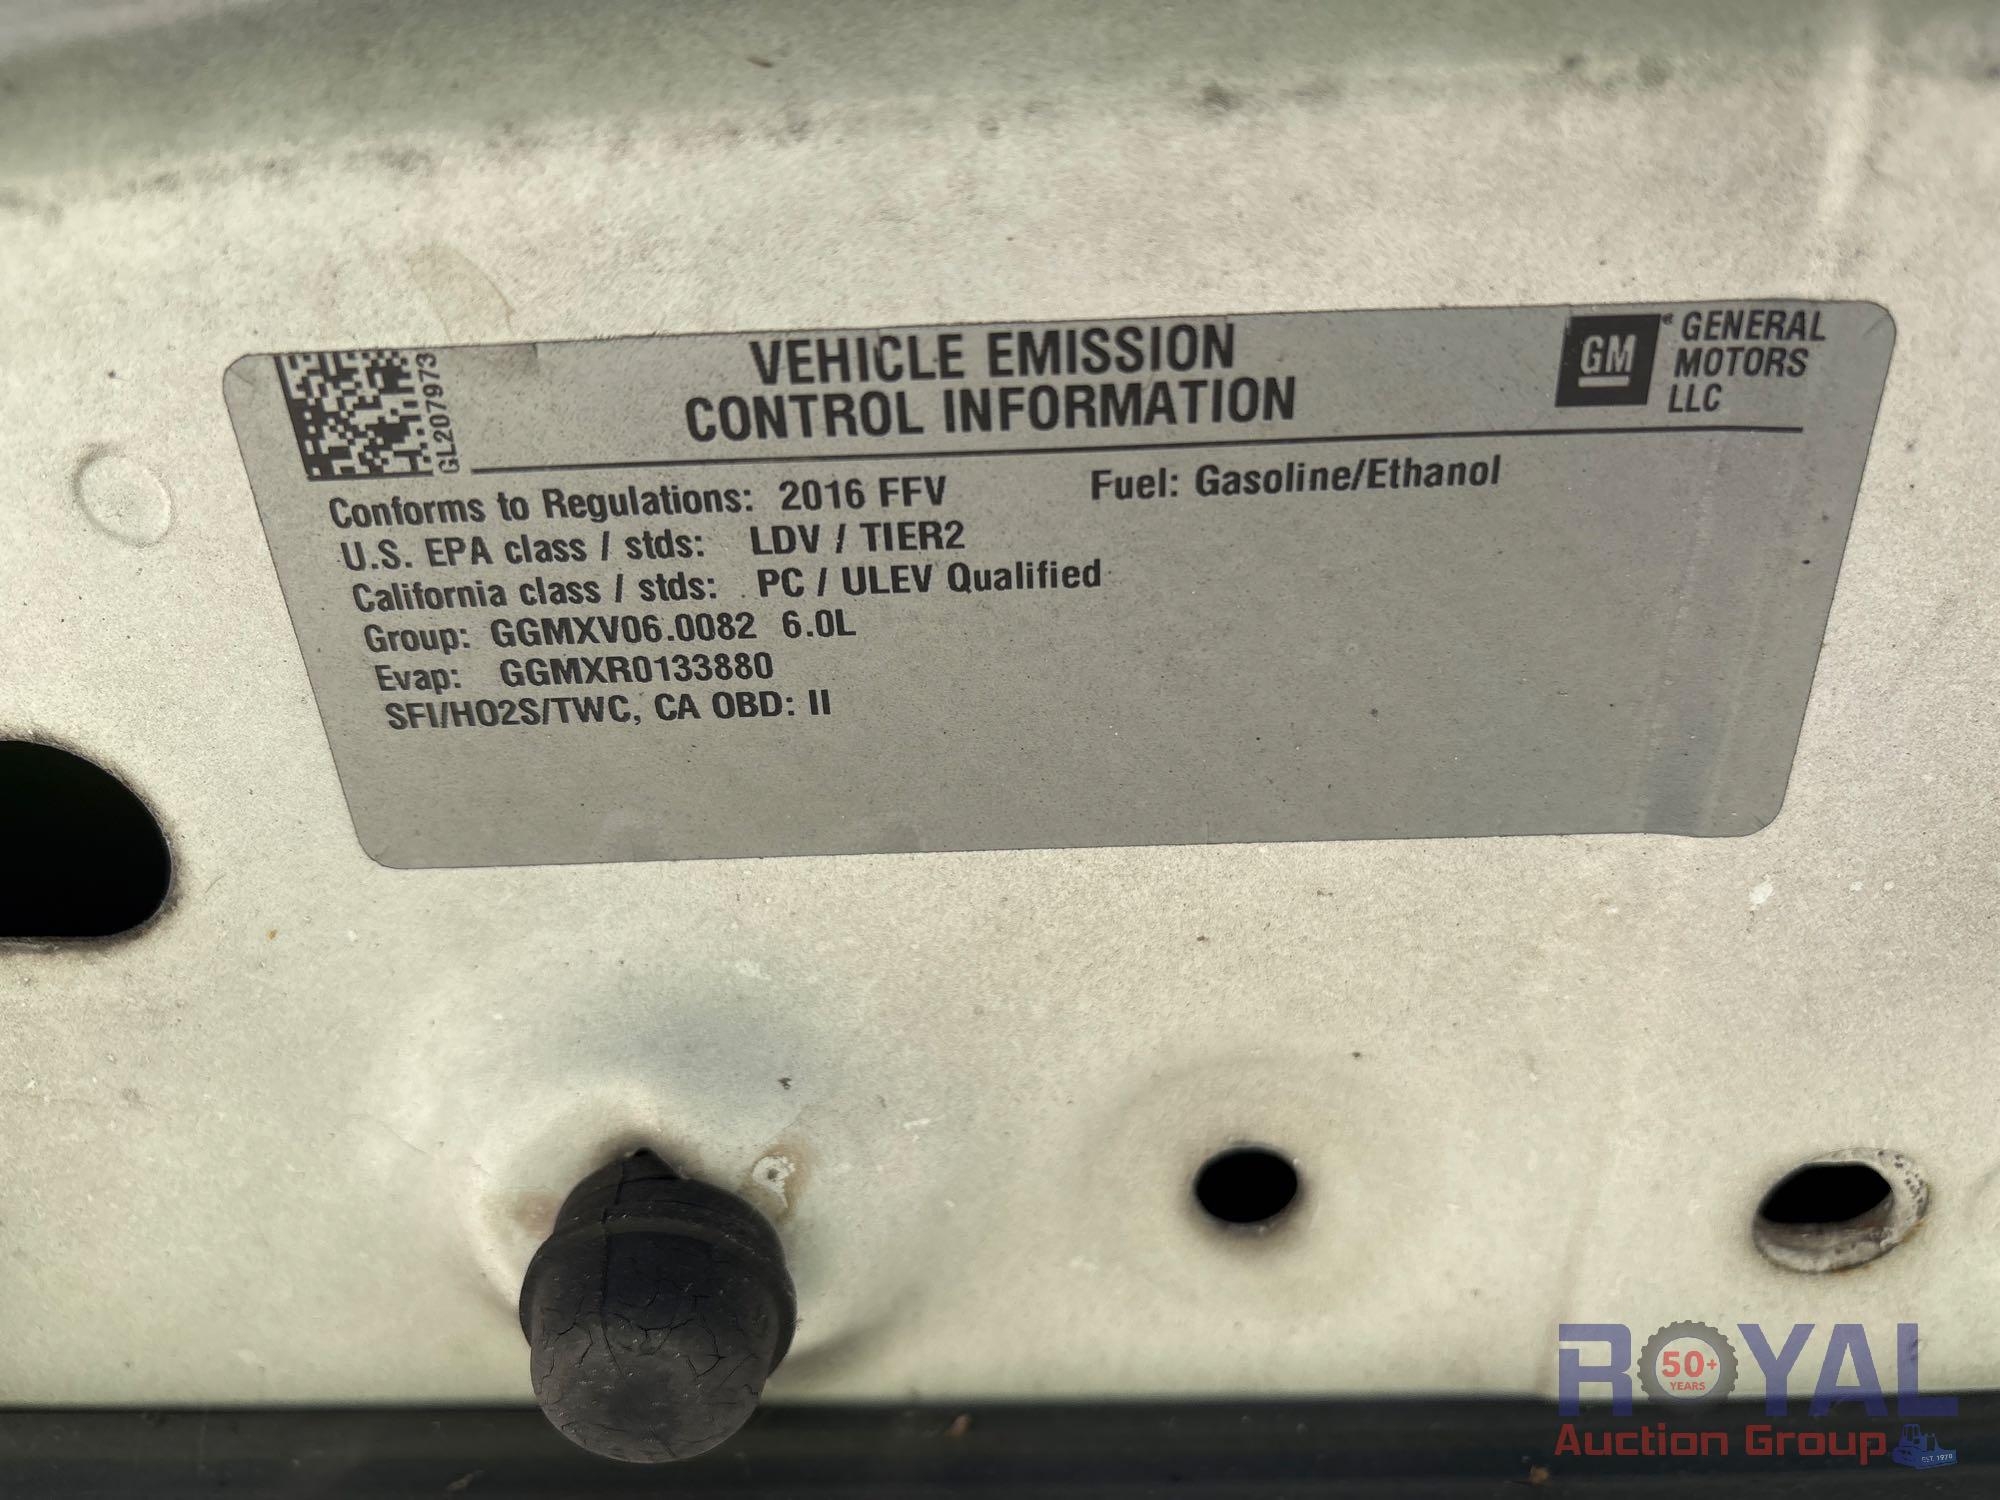 GL207973
VEHICLE EMISSION
CONTROL INFORMATION
GM
® GENERAL
MOTORS
LLC
Conforms to Regulations: 2016 FFV Fuel: Gasoline/Ethanol
U.S. EPA class / stds: LDV / TIER2
California class / stds: PC / ULEV Qualified
Group: GGMXV06.0082 6.0L
Evap: GGMXR0133880
SFI/HO2S/TWC, CA OBD: II
ROYAL
50+
YEARS
Auction Group
EST. 1970